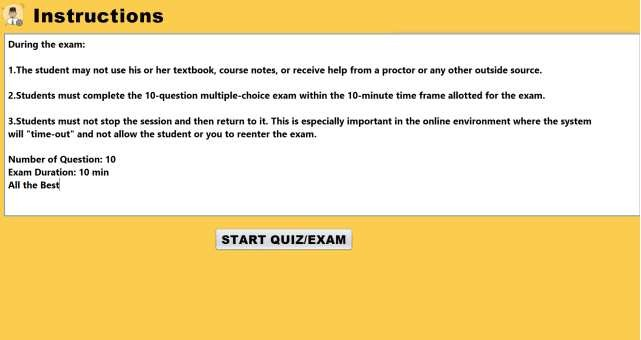 Instructions
During the exam:
1.The student may not use his or her textbook, course notes, or receive help from a proctor or any other outside source.
2.Students must complete the 10-question multiple-choice exam within the 10-minute time frame allotted for the exam.
3.Students must not stop the session and then return to it. This is especially important in the online environment where the system
will "time-out" and not allow the student or you to reenter the exam.
Number of Question: 10
Exam Duration: 10 min
All the Best
START QUIZ/EXAM